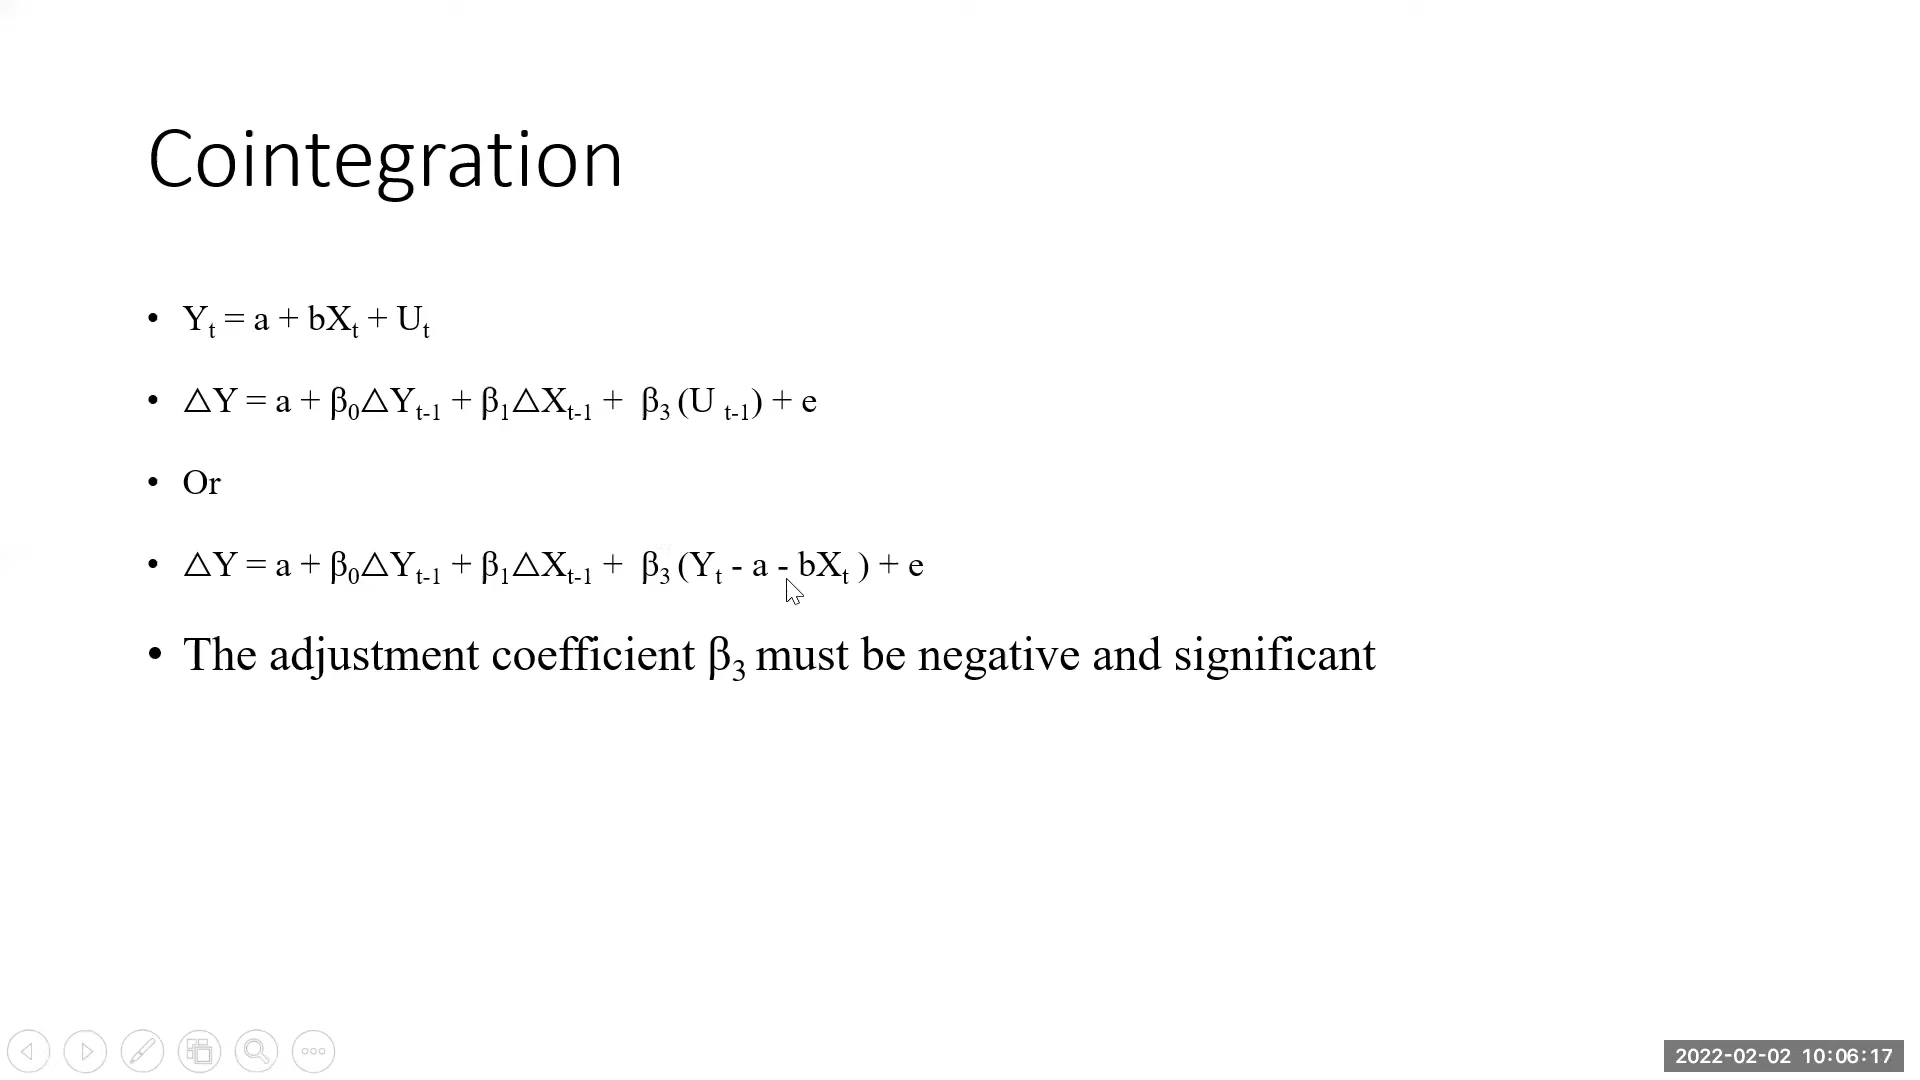 Cointegration
• Yₜ = a + bXₜ + Uₜ
• △Y = a + β₀△Yₜ₋₁ + β₁△Xₜ₋₁ + β₃ (U ₜ₋₁) + e
• Or
• △Y = a + β₀△Yₜ₋₁ + β₁△Xₜ₋₁ + β₃ (Yₜ - a - bXₜ ) + e
• The adjustment coefficient β₃ must be negative and significant
2022-02-02 10:06:17